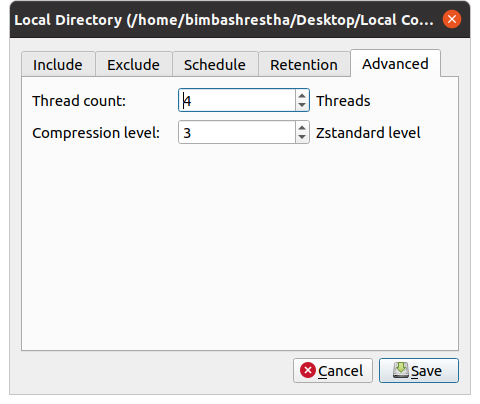 Local Directory (/home/bimbashrestha/Desktop/Local Co...
Include Exclude Schedule Retention Advanced
Thread count: 4 Threads
Compression level: 3 Zstandard level
Cancel Save